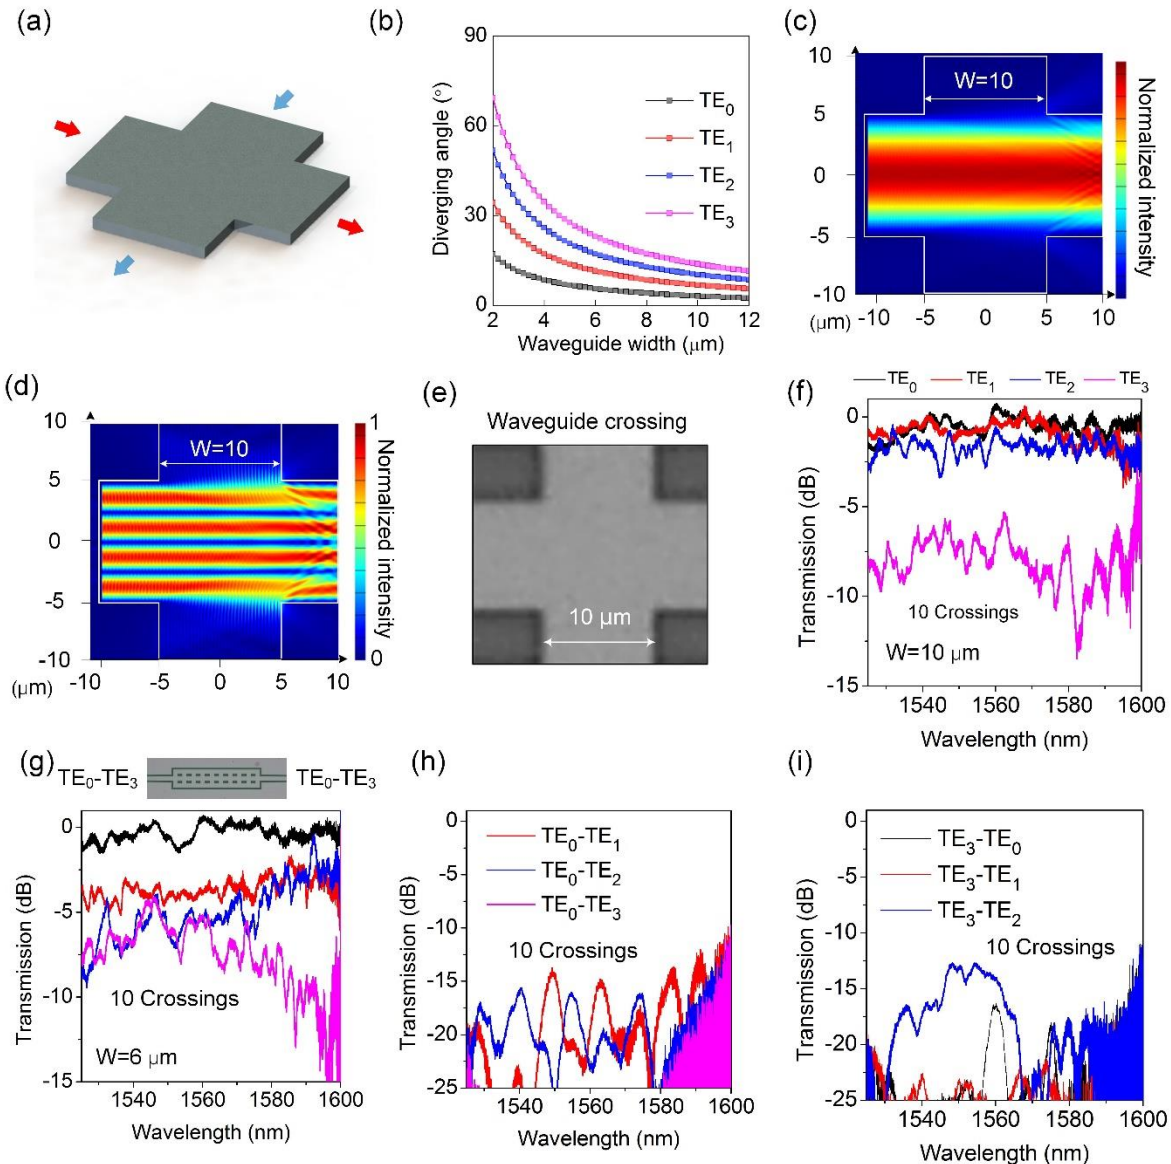 (a)
(b)
90
60
30
0
Diverging angle (°)
TE0
TE1
TE2
TE3
2 4 6 8 10 12
Waveguide width (μm)
(c)
10
5
0
-5
-10
W=10
Normalized intensity
(μm) -10 -5 0 5 10
(d)
10
5
0
-5
-10
W=10
1
Normalized intensity
0
(μm) -10 -5 0 5 10
(e)
Waveguide crossing
10 μm
(f)
TE0 TE1 TE2 TE3
0
-5
-10
-15
Transmission (dB)
10 Crossings
W=10 μm
1540 1560 1580 1600
Wavelength (nm)
(g)
TE0-TE3 TE0-TE3
0
-5
-10
-15
Transmission (dB)
10 Crossings
W=6 μm
1540 1560 1580 1600
Wavelength (nm)
(h)
0
-5
-10
-15
-20
-25
Transmission (dB)
TE0-TE1
TE0-TE2
TE0-TE3
10 Crossings
1540 1560 1580 1600
Wavelength (nm)
(i)
0
-5
-10
-15
-20
-25
Transmission (dB)
TE3-TE0
TE3-TE1
TE3-TE2
10 Crossings
1540 1560 1580 1600
Wavelength (nm)